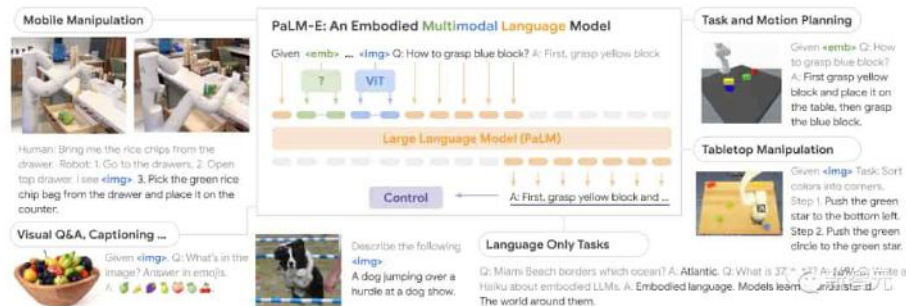 Mobile Manipulation
Human: Bring me the rice chips from the
drawer. Robot: 1. Go to the drawers, 2. Open
top drawer. I see <img>. 3. Pick the green rice
chip bag from the drawer and place it on the
counter.
Visual Q&A, Captioning ...
Given <img>. Q: What's in the
image? Answer in emojis.
A:
PaLM-E: An Embodied Multimodal Language Model
Given <emb> ... <img> Q: How to grasp blue block? A: First, grasp yellow block
?
ViT
Large Language Model (PaLM)
Control
A: First, grasp yellow block and ...
Describe the following
<img>:
A dog jumping over a
hurdle at a dog show.
Language Only Tasks
Q: Miami Beach borders which ocean? A: Atlantic. Q: What is 37 Write a
Haiku about embodied LLMs. A: Embodied language. Models learn
The world around them.
Task and Motion Planning
Given <emb> Q: How
to grasp blue block?
A: First grasp yellow
block and place it on
the table, then grasp
the blue block.
Tabletop Manipulation
Given <img> Task: Sort
colors into corners.
Step 1. Push the green
star to the bottom left.
Step 2. Push the green
circle to the green star.
新智元